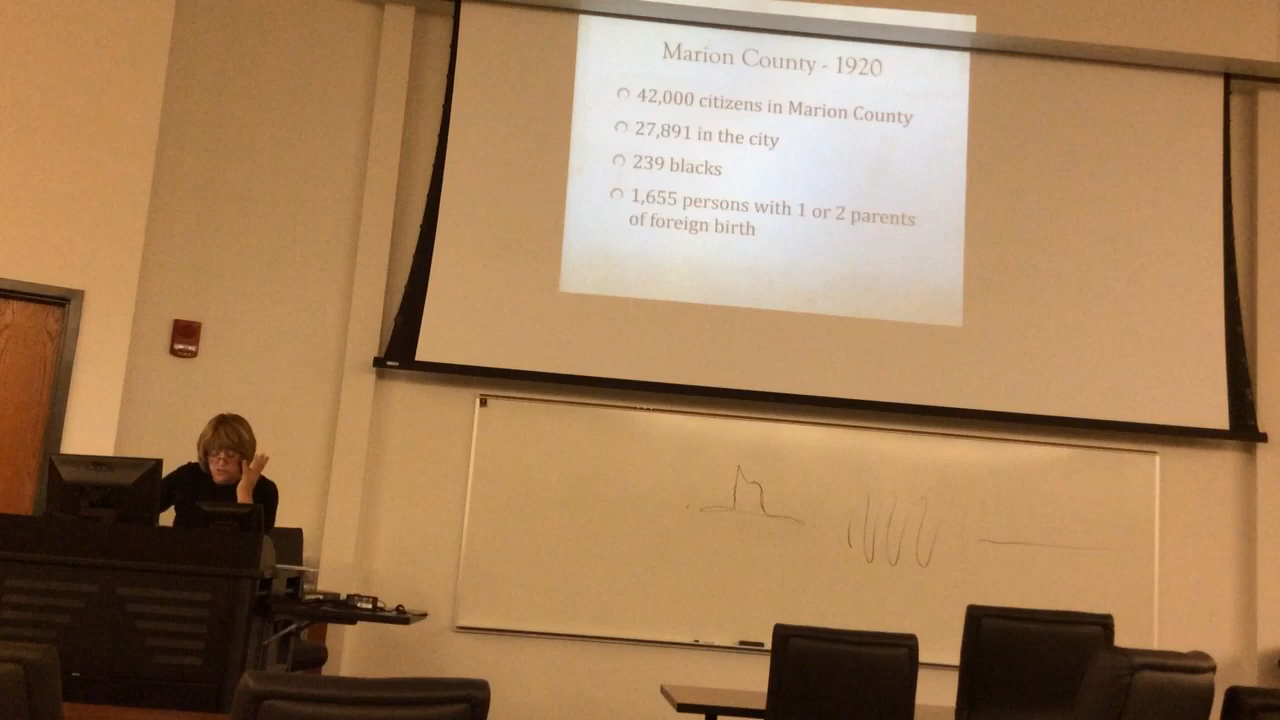 Marion County - 1920
42,000 citizens in Marion County
27,891 in the city
239 blacks
1,655 persons with 1 or 2 parents
of foreign birth